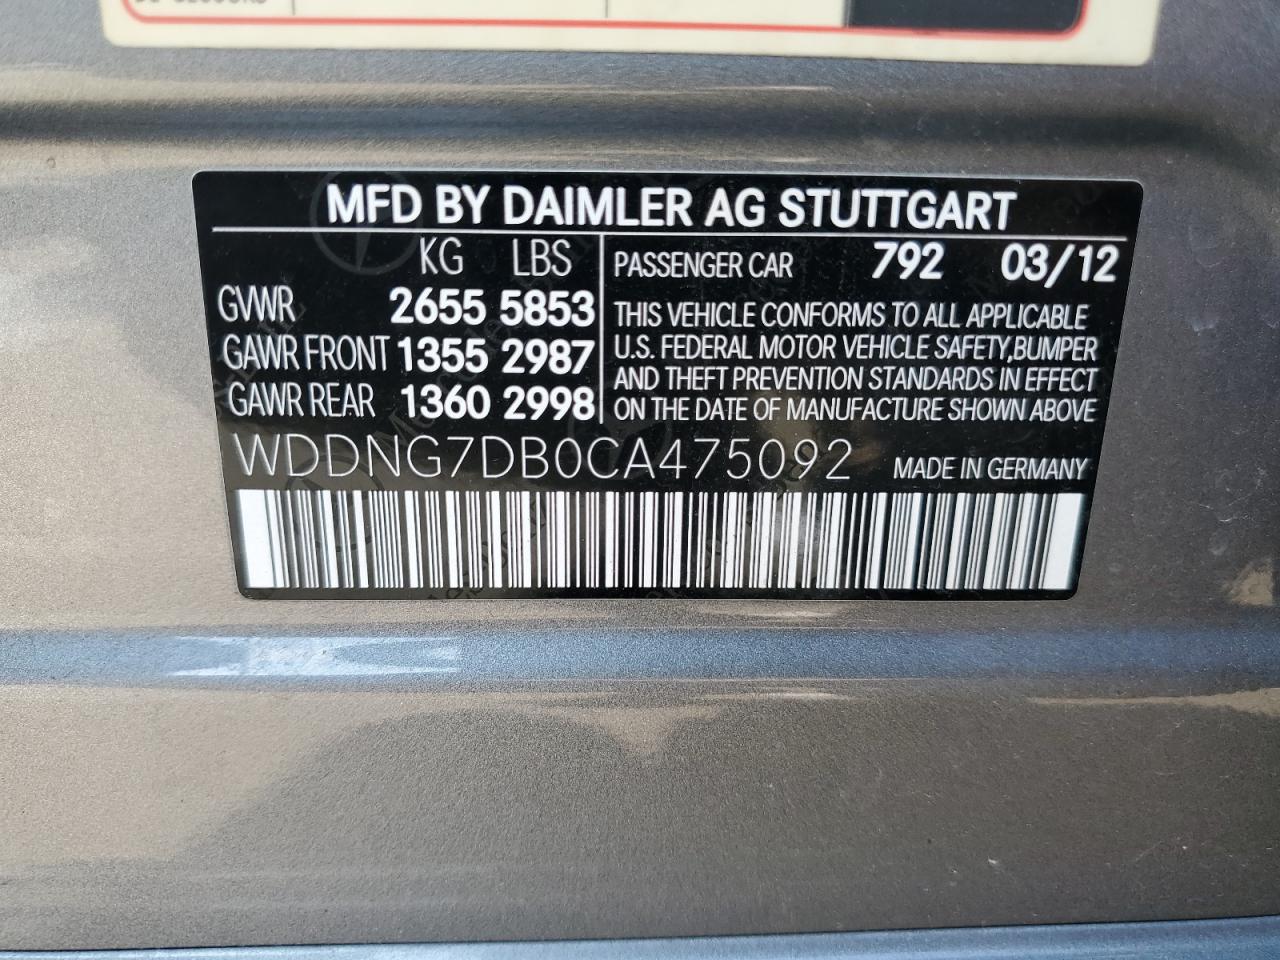 MFD BY DAIMLER AG STUTTGART
KG LBS
GVWR 2655 5853
GAWR FRONT 1355 2987
GAWR REAR 1360 2998
PASSENGER CAR 792 03/12
THIS VEHICLE CONFORMS TO ALL APPLICABLE
U.S. FEDERAL MOTOR VEHICLE SAFETY,BUMPER
AND THEFT PREVENTION STANDARDS IN EFFECT
ON THE DATE OF MANUFACTURE SHOWN ABOVE
WDDNG7DB0CA475092 MADE IN GERMANY